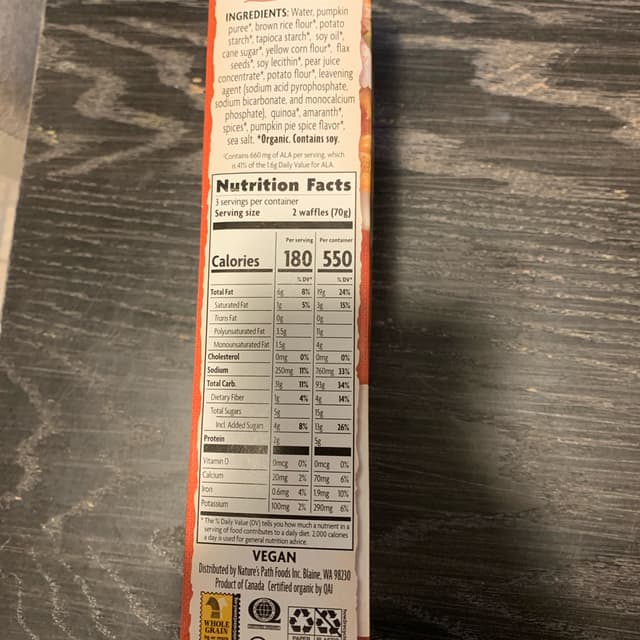 INGREDIENTS: Water, pumpkin
puree*, brown rice flour*, potato
starch*, tapioca starch*, soy oil*,
cane sugar*, yellow corn flour*, flax
seeds*, soy lecithin*, pear juice
concentrate*, potato flour*, leavening
agent (sodium acid pyrophosphate,
sodium bicarbonate, and monocalcium
phosphate), quinoa*, amaranth*,
spices*, pumpkin pie spice flavor*,
sea salt. *Organic. Contains soy.
Contains 660 mg of ALA per serving, which
is 41% of the 1.6g Daily Value for ALA.
Nutrition Facts
3 servings per container
Serving size 2 waffles (70g)
Per serving Per container
Calories 180 550
% DV* % DV*
Total Fat 6g 8% 19g 24%
Saturated Fat 1g 5% 3g 15%
Trans Fat 0g 0g
Polyunsaturated Fat 3.5g 11g
Monounsaturated Fat 1.5g 4g
Cholesterol 0mg 0% 0mg 0%
Sodium 250mg 11% 760mg 33%
Total Carb. 31g 11% 93g 34%
Dietary Fiber 1g 4% 4g 14%
Total Sugars 5g 15g
Incl. Added Sugars 4g 8% 13g 26%
Protein 2g 5g
Vitamin D 0mcg 0% 0mcg 0%
Calcium 20mg 2% 70mg 6%
Iron 0.6mg 4% 1.9mg 10%
Potassium 100mg 2% 290mg 6%
* The % Daily Value (DV) tells you how much a nutrient in a
serving of food contributes to a daily diet. 2,000 calories
a day is used for general nutrition advice.
VEGAN
Distributed by Nature's Path Foods Inc. Blaine, WA 98230
Product of Canada Certified organic by QAI
WHOLE
GRAIN
PAPER